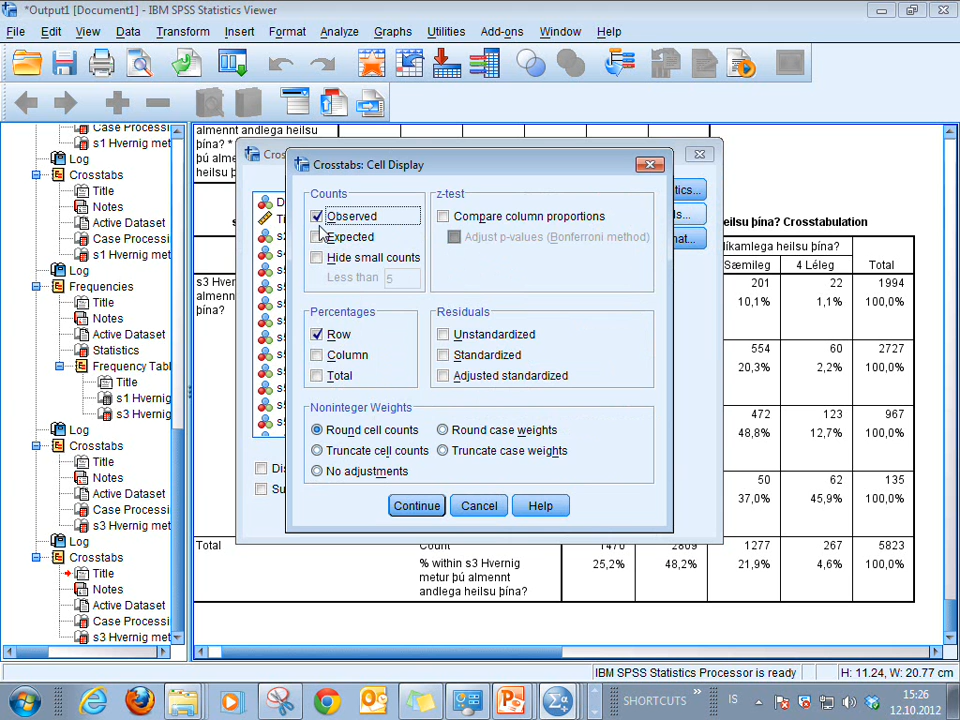 *Output1 [Document1] - IBM SPSS Statistics Viewer
File Edit View Data Transform Insert Format Analyze Graphs Utilities Add-ons Window Help
Case Processi
s1 Hvernig met
Log
Crosstabs
Title
Notes
Active Dataset
Case Processi
s1 Hvernig met
Log
Frequencies
Title
Notes
Active Dataset
Statistics
Frequency Tabl
Title
s1 Hvernig
s3 Hvernig
Log
Crosstabs
Title
Notes
Active Dataset
Case Processi
s3 Hvernig met
Log
Crosstabs
Title
Notes
Active Dataset
Case Processi
s3 Hvernig met
almennt andlega heilsu
þína? *
þú almennt
heilsu þ
Cros
Crosstabs: Cell Display
Counts
Observed
Expected
Hide small counts
Less than 5
z-test
Compare column proportions
Adjust p-values (Bonferroni method)
Percentages
Row
Column
Total
Residuals
Unstandardized
Standardized
Adjusted standardized
Noninteger Weights
Round cell counts Round case weights
Truncate cell counts Truncate case weights
No adjustments
Continue Cancel Help
tics...
s...
nat...
heilsu þína? Crosstabulation
líkamlega heilsu þína?
Sæmileg 4 Léleg Total
s3 Hver
almenn
þína?
201 22 1994
10,1% 1,1% 100,0%
554 60 2727
20,3% 2,2% 100,0%
472 123 967
48,8% 12,7% 100,0%
50 62 135
37,0% 45,9% 100,0%
Total Count 1470 2809 1277 267 5823
% within s3 Hvernig
metur þú almennt
andlega heilsu þína?
25,2% 48,2% 21,9% 4,6% 100,0%
IBM SPSS Statistics Processor is ready H: 11.24, W: 20.77 cm
SHORTCUTS IS
15:26
12.10.2012